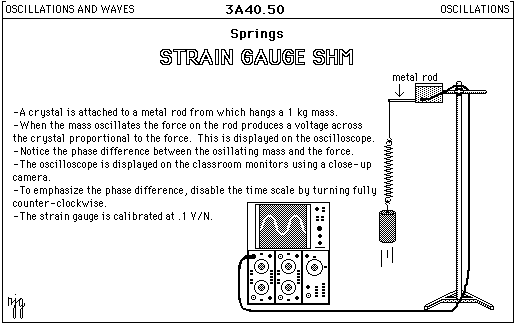 OSCILLATIONS AND WAVES
3A40.50
OSCILLATIONS
Springs
STRAIN GAUGE SHM
metal rod
-A crystal is attached to a metal rod from which hangs a 1 kg mass.
-When the mass oscillates the force on the rod produces a voltage across
the crystal proportional to the force. This is displayed on the oscilloscope.
-Notice the phase difference between the osillating mass and the force.
-The oscilloscope is displayed on the classroom monitors using a close-up
camera.
-To emphasize the phase difference, disable the time scale by turning fully
counter-clockwise.
-The strain gauge is calibrated at .1 V/N.
njg